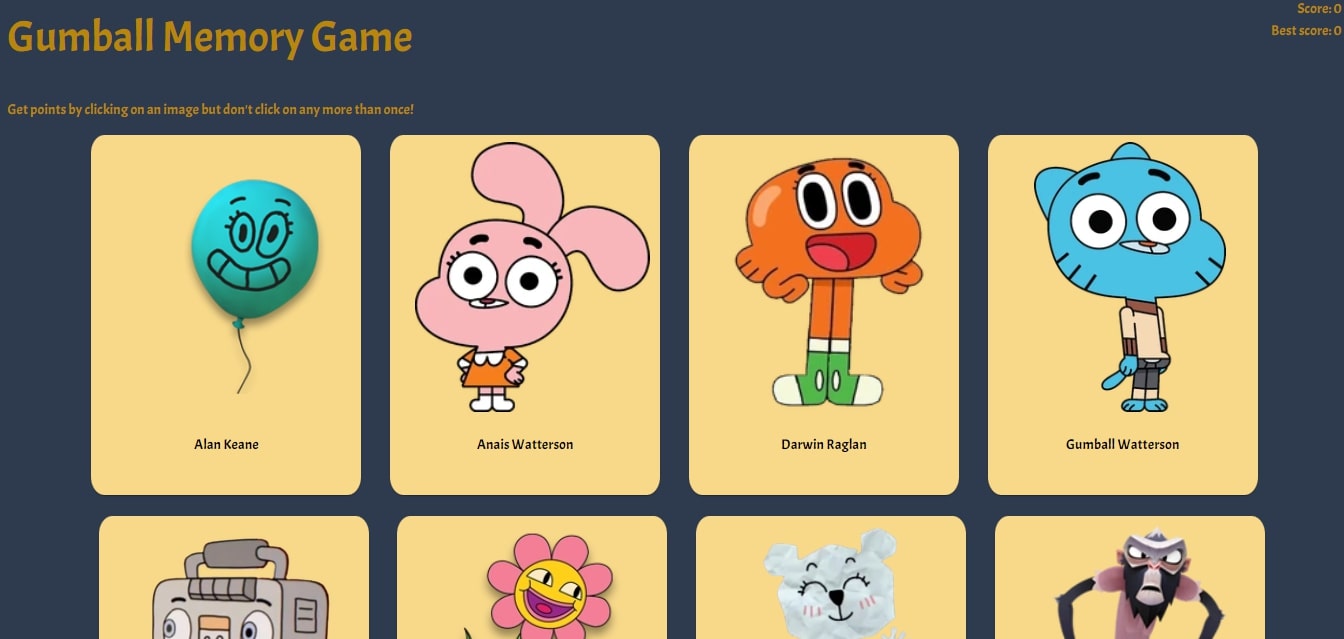 Gumball Memory Game
Score: 0
Best score: 0
Get points by clicking on an image but don't click on any more than once!
Alan Keane
Anais Watterson
Darwin Raglan
Gumball Watterson